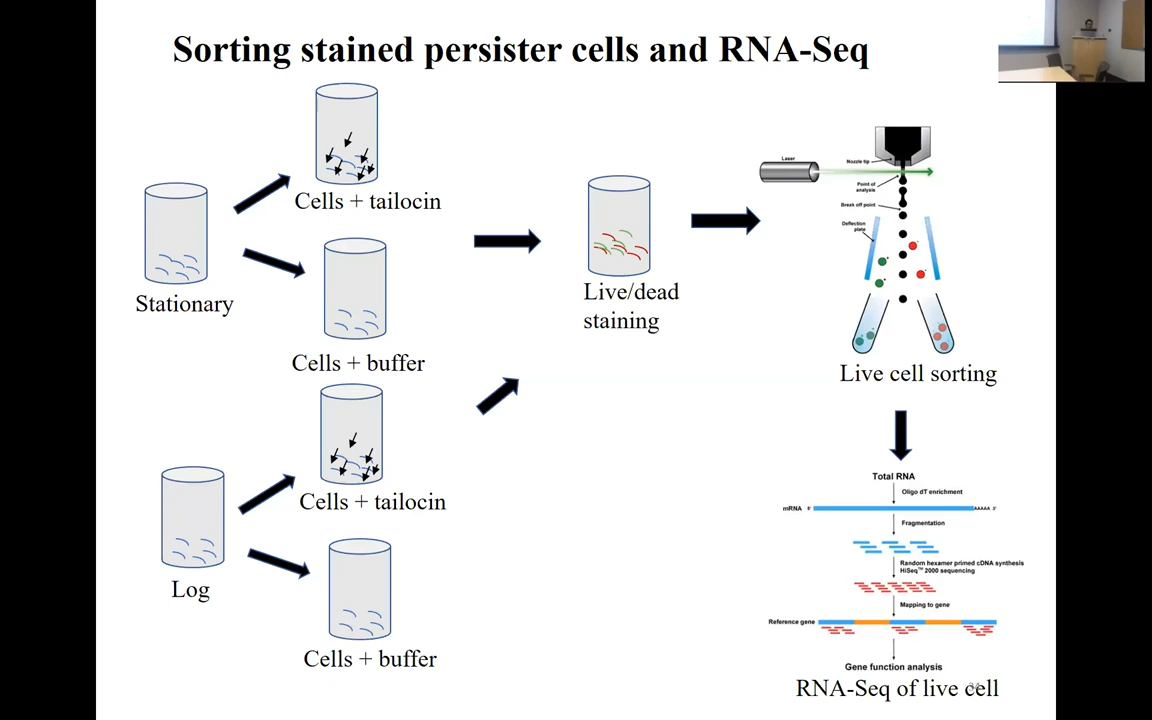 Sorting stained persister cells and RNA-Seq
Cells + tailocin
Stationary
Cells + buffer
Cells + tailocin
Log
Cells + buffer
Live/dead
staining
Laser
Nozzle tip
Point of
analysis
Break off point
Deflection
plate
Live cell sorting
Total RNA
Oligo dT enrichment
mRNA 5' AAAAA 3'
Fragmentation
Random hexamer primed cDNA synthesis
HiSeq™ 2000 sequencing
Mapping to gene
Reference gene
Gene function analysis
RNA-Seq of live cell